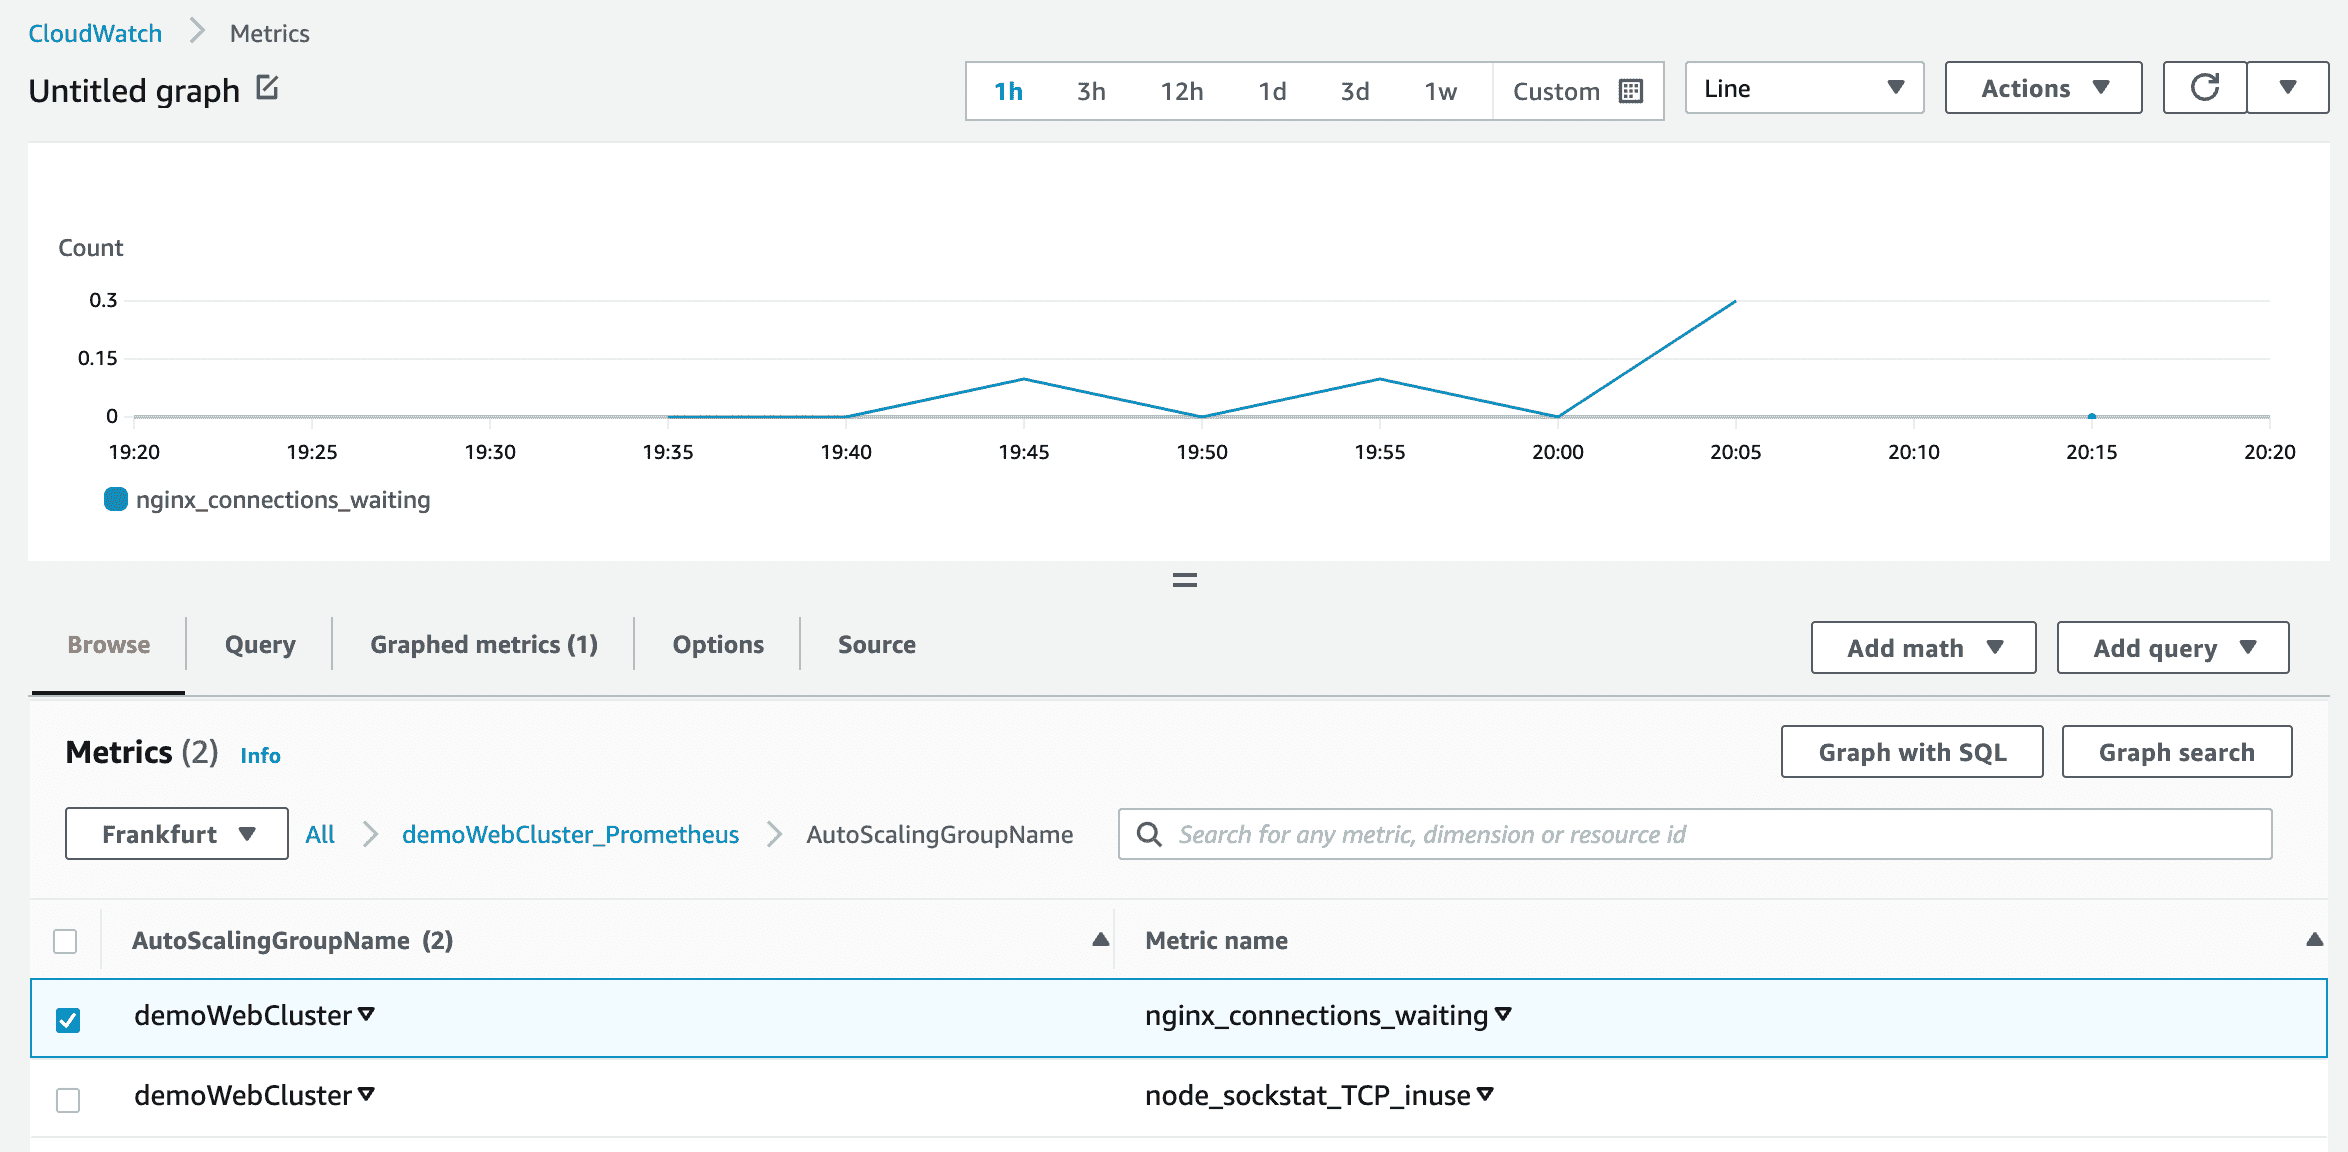 CloudWatch Metrics
Untitled graph
1h 3h 12h 1d 3d 1w Custom Line Actions
Count
0.3
0.15
0
19:20 19:25 19:30 19:35 19:40 19:45 19:50 19:55 20:00 20:05 20:10 20:15 20:20
nginx_connections_waiting
Browse Query Graphed metrics (1) Options Source Add math Add query
Metrics (2) Info Graph with SQL Graph search
Frankfurt All demoWebCluster_Prometheus AutoScalingGroupName Search for any metric, dimension or resource id
AutoScalingGroupName (2) Metric name
demoWebCluster nginx_connections_waiting
demoWebCluster node_sockstat_TCP_inuse